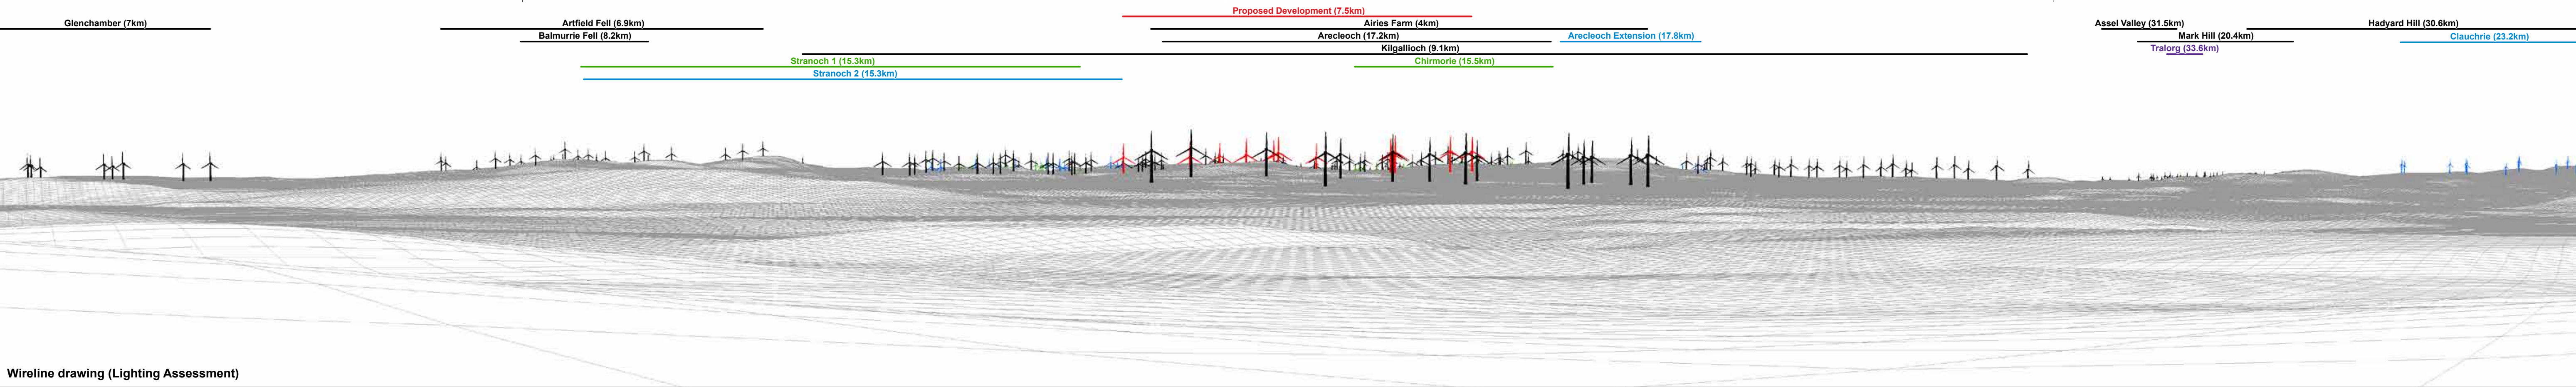 Proposed Development (7.5km)
Glenchamber (7km)
Artfield Fell (6.9km)
Airies Farm (4km)
Assel Valley (31.5km)
Hadyard Hill (30.6km)
Balmurrie Fell (8.2km)
Arecleoch (17.2km)
Arecleoch Extension (17.8km)
Mark Hill (20.4km)
Clauchrie (23.2km)
Kilgallioch (9.1km)
Tralorg (33.6km)
Stranoch 1 (15.3km)
Chirmorie (15.5km)
Stranoch 2 (15.3km)
Wireline drawing (Lighting Assessment)